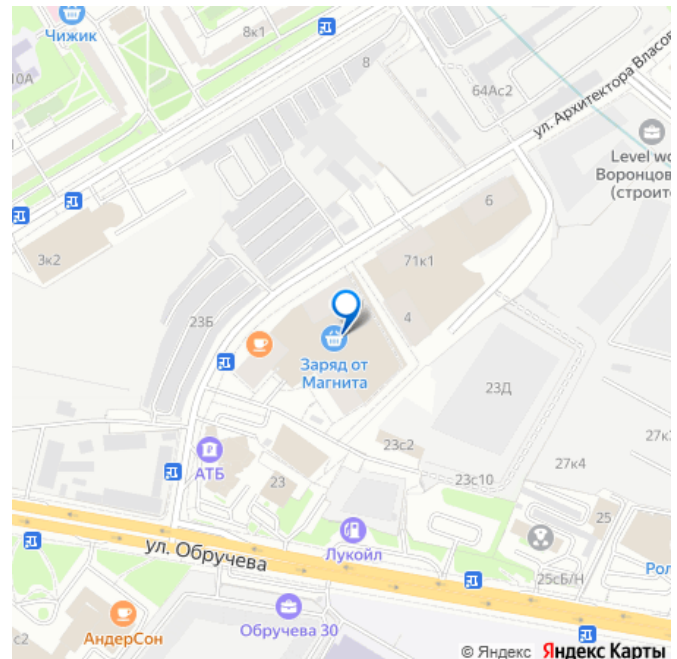 Чижик
8к1
10А
8
64Ас2
ул. Архитектора Власов
Level wo
Воронцов
(строит
6
3к2
71к1
23Б
4
Заряд от
Магнита
23Д
23с2
27к
27к4
АТБ
23с10
23
25
Лукойл
ул. Обручева
Рол
25сБ/Н
Обручева 30
АндерСон
с2
© Яндекс Яндекс Карты